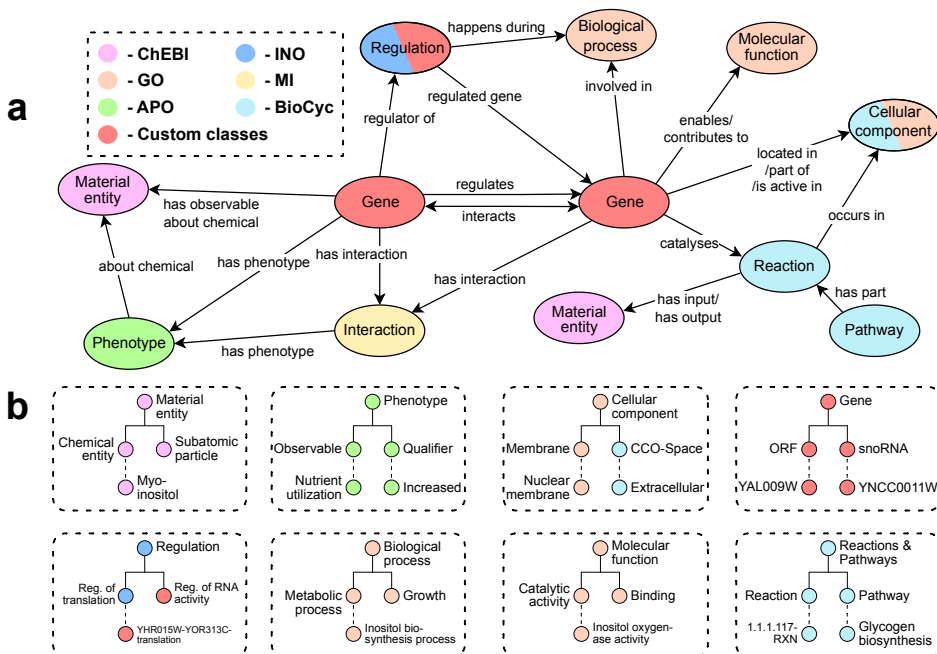 a
- ChEBI
- INO
- GO
- MI
- APO
- BioCyc
- Custom classes
Regulation
happens during
Biological
process
Molecular
function
regulator of
regulated gene
involved in
enables/
contributes to
Cellular
component
located in
/part of
/is active in
Material
entity
has observable
about chemical
Gene
regulates
interacts
Gene
occurs in
catalyses
about chemical
has phenotype
has interaction
has interaction
Reaction
has input/
has output
has part
Material
entity
Pathway
Phenotype
has phenotype
Interaction
b
Material
entity
Chemical
entity
Subatomic
particle
Myo-
inositol
Phenotype
Observable
Qualifier
Nutrient
utilization
Increased
Cellular
component
Membrane
CCO-Space
Nuclear
membrane
Extracellular
Gene
ORF
snoRNA
YAL009W
YNCC0011W
Regulation
Reg. of
translation
Reg. of RNA
activity
YHR015W-YOR313C-
translation
Biological
process
Metabolic
process
Growth
Inositol bio-
synthesis process
Molecular
function
Catalytic
activity
Binding
Inositol oxygen-
ase activity
Reactions &
Pathways
Reaction
Pathway
1.1.1.117-
RXN
Glycogen
biosynthesis